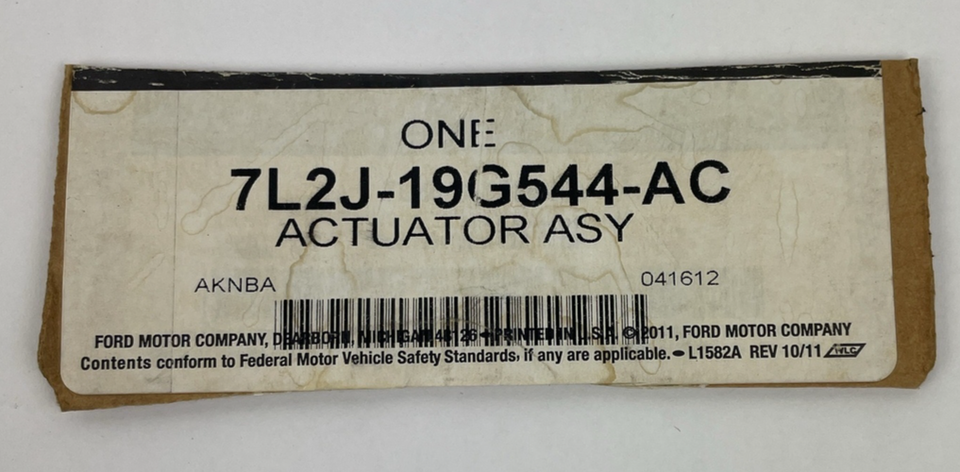 ONE
7L2J-19G544-AC
ACTUATOR ASY
AKNBA 041612
FORD MOTOR COMPANY, DEARBORN, MICHIGAN 48126 • PRINTED IN U.S.A. © 2011, FORD MOTOR COMPANY
Contents conform to Federal Motor Vehicle Safety Standards, if any are applicable. • L1582A REV 10/11